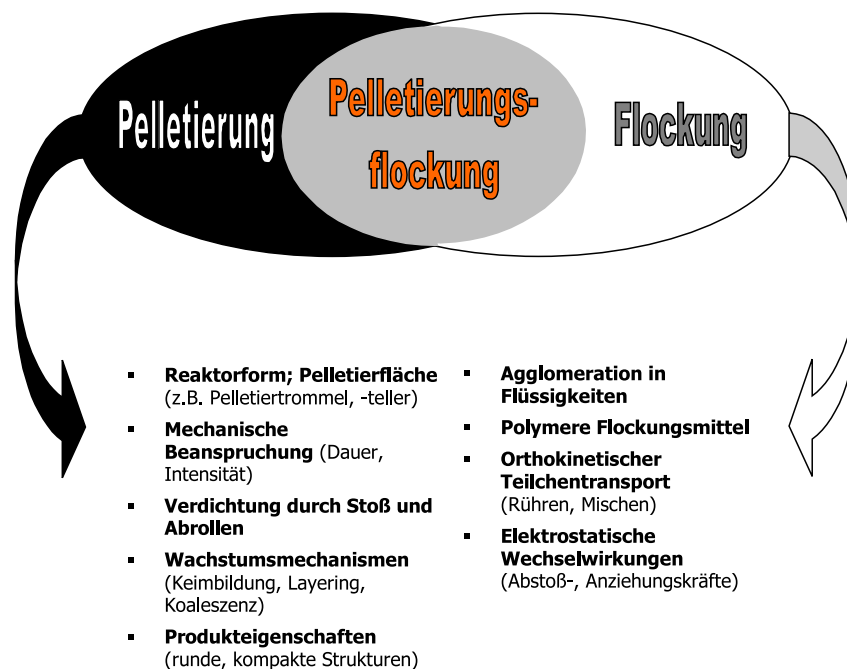 Pelletierung
Pelletierungs-
flockung
Flockung
▪ Reaktorform; Pelletierfläche
(z.B. Pelletiertrommel, -teller)
▪ Mechanische
Beanspruchung (Dauer,
Intensität)
▪ Verdichtung durch Stoß und
Abrollen
▪ Wachstumsmechanismen
(Keimbildung, Layering,
Koaleszenz)
▪ Produkteigenschaften
(runde, kompakte Strukturen)
▪ Agglomeration in
Flüssigkeiten
▪ Polymere Flockungsmittel
▪ Orthokinetischer
Teilchentransport
(Rühren, Mischen)
▪ Elektrostatische
Wechselwirkungen
(Abstoß-, Anziehungskräfte)